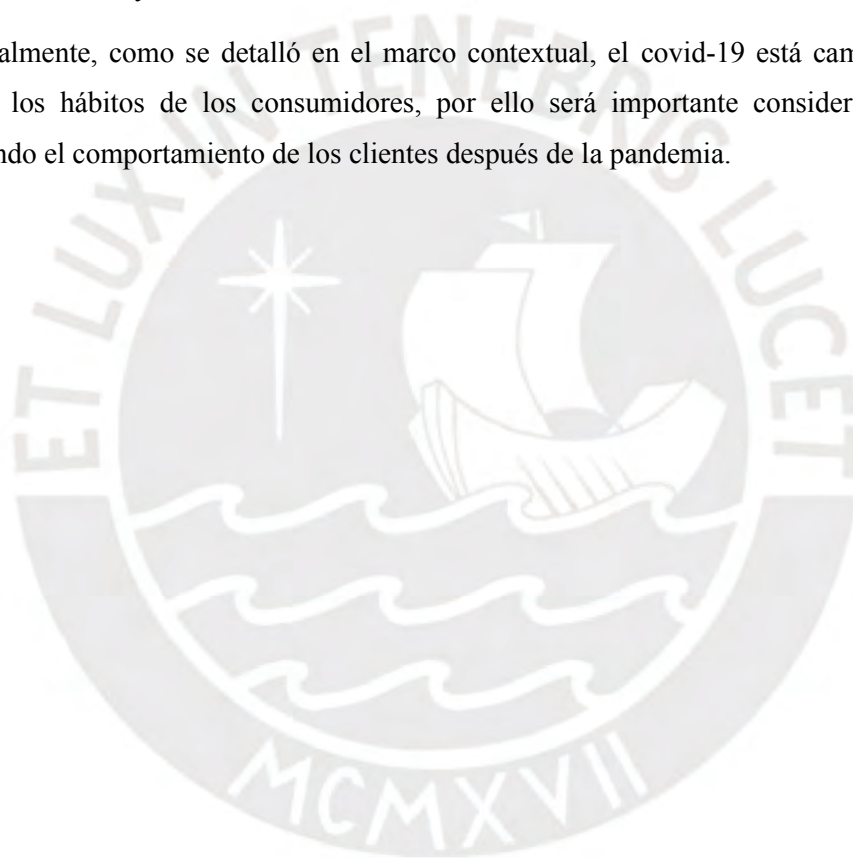 almente, como se detalló en el marco contextual, el covid-19 está cam
los hábitos de los consumidores, por ello será importante consider
ndo el comportamiento de los clientes después de la pandemia.
ET LUX IN TENEBRIS LUCET
MCMXVII